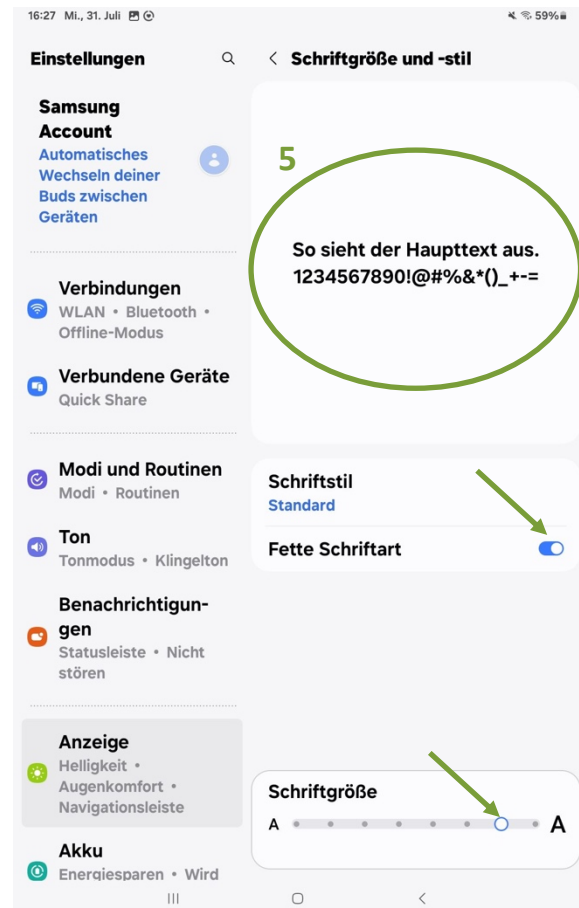 16:27 Mi., 31. Juli
59%
Einstellungen
Samsung
Account
Automatisches
Wechseln deiner
Buds zwischen
Geräten
Verbindungen
WLAN • Bluetooth •
Offline-Modus
Verbundene Geräte
Quick Share
Modi und Routinen
Modi • Routinen
Ton
Tonmodus • Klingelton
Benachrichtigun-
gen
Statusleiste • Nicht
stören
Anzeige
Helligkeit •
Augenkomfort •
Navigationsleiste
Akku
Energiesparen • Wird
Schriftgröße und -stil
5
So sieht der Haupttext aus.
1234567890!@#%&*()_+-=
Schriftstil
Standard
Fette Schriftart
Schriftgröße
A A